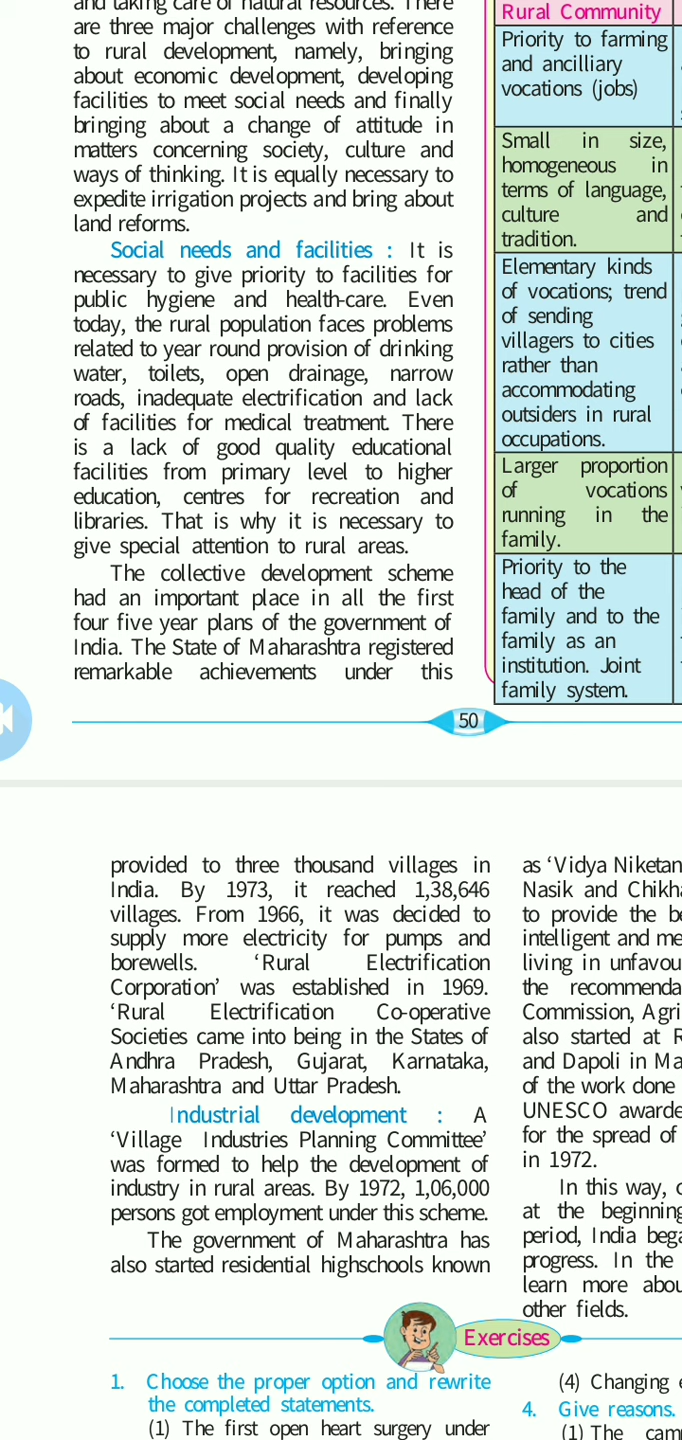 and taking care of natural resources. There
are three major challenges with reference
to rural development, namely, bringing
about economic development, developing
facilities to meet social needs and finally
bringing about a change of attitude in
matters concerning society, culture and
ways of thinking. It is equally necessary to
expedite irrigation projects and bring about
land reforms.
Social needs and facilities : It is
necessary to give priority to facilities for
public hygiene and health-care. Even
today, the rural population faces problems
related to year round provision of drinking
water, toilets, open drainage, narrow
roads, inadequate electrification and lack
of facilities for medical treatment. There
is a lack of good quality educational
facilities from primary level to higher
education, centres for recreation and
libraries. That is why it is necessary to
give special attention to rural areas.
The collective development scheme
had an important place in all the first
four five year plans of the government of
India. The State of Maharashtra registered
remarkable achievements under this
Rural Community
Priority to farming
and ancilliary
vocations (jobs)
Small in size,
homogeneous in
terms of language,
culture and
tradition.
Elementary kinds
of vocations; trend
of sending
villagers to cities
rather than
accommodating
outsiders in rural
occupations.
Larger proportion
of vocations
running in the
family.
Priority to the
head of the
family and to the
family as an
institution. Joint
family system.
50
provided to three thousand villages in
India. By 1973, it reached 1,38,646
villages. From 1966, it was decided to
supply more electricity for pumps and
borewells. ‘Rural Electrification
Corporation’ was established in 1969.
‘Rural Electrification Co-operative
Societies came into being in the States of
Andhra Pradesh, Gujarat, Karnataka,
Maharashtra and Uttar Pradesh.
Industrial development : A
‘Village Industries Planning Committee’
was formed to help the development of
industry in rural areas. By 1972, 1,06,000
persons got employment under this scheme.
The government of Maharashtra has
also started residential highschools known
as ‘Vidya Niketan
Nasik and
to provide the
intelligent and
living in
the
Commission,
also started at
and Dapoli in
of the work done
UNESCO
for the spread of
in 1972.
In this way,
at the beginning
period, India
progress. In the
learn more
other fields.
Exercises
1. Choose the proper option and rewrite
the completed statements.
(1) The first open heart surgery under
(4) Changing
4. Give reasons.
(1) The